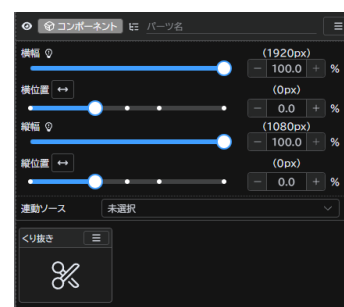 コンポーネント パーツ名
横幅 (1920px)
100.0 %
横位置 (0px)
0.0 %
縦幅 (1080px)
100.0 %
縦位置 (0px)
0.0 %
連動ソース 未選択
くり抜き